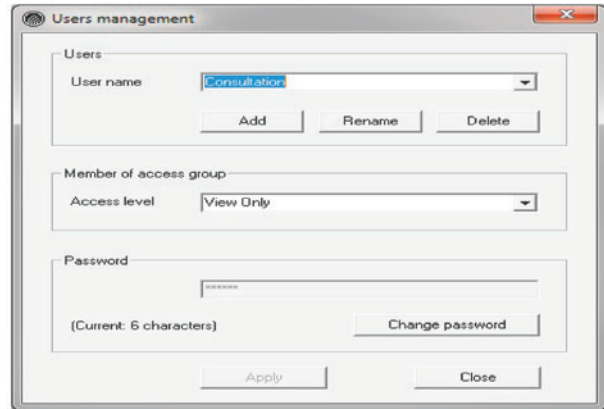 Users management
Users
User name Consultation
Add Rename Delete
Member of access group
Access level View Only
Password
******
(Current: 6 characters) Change password
Apply Close